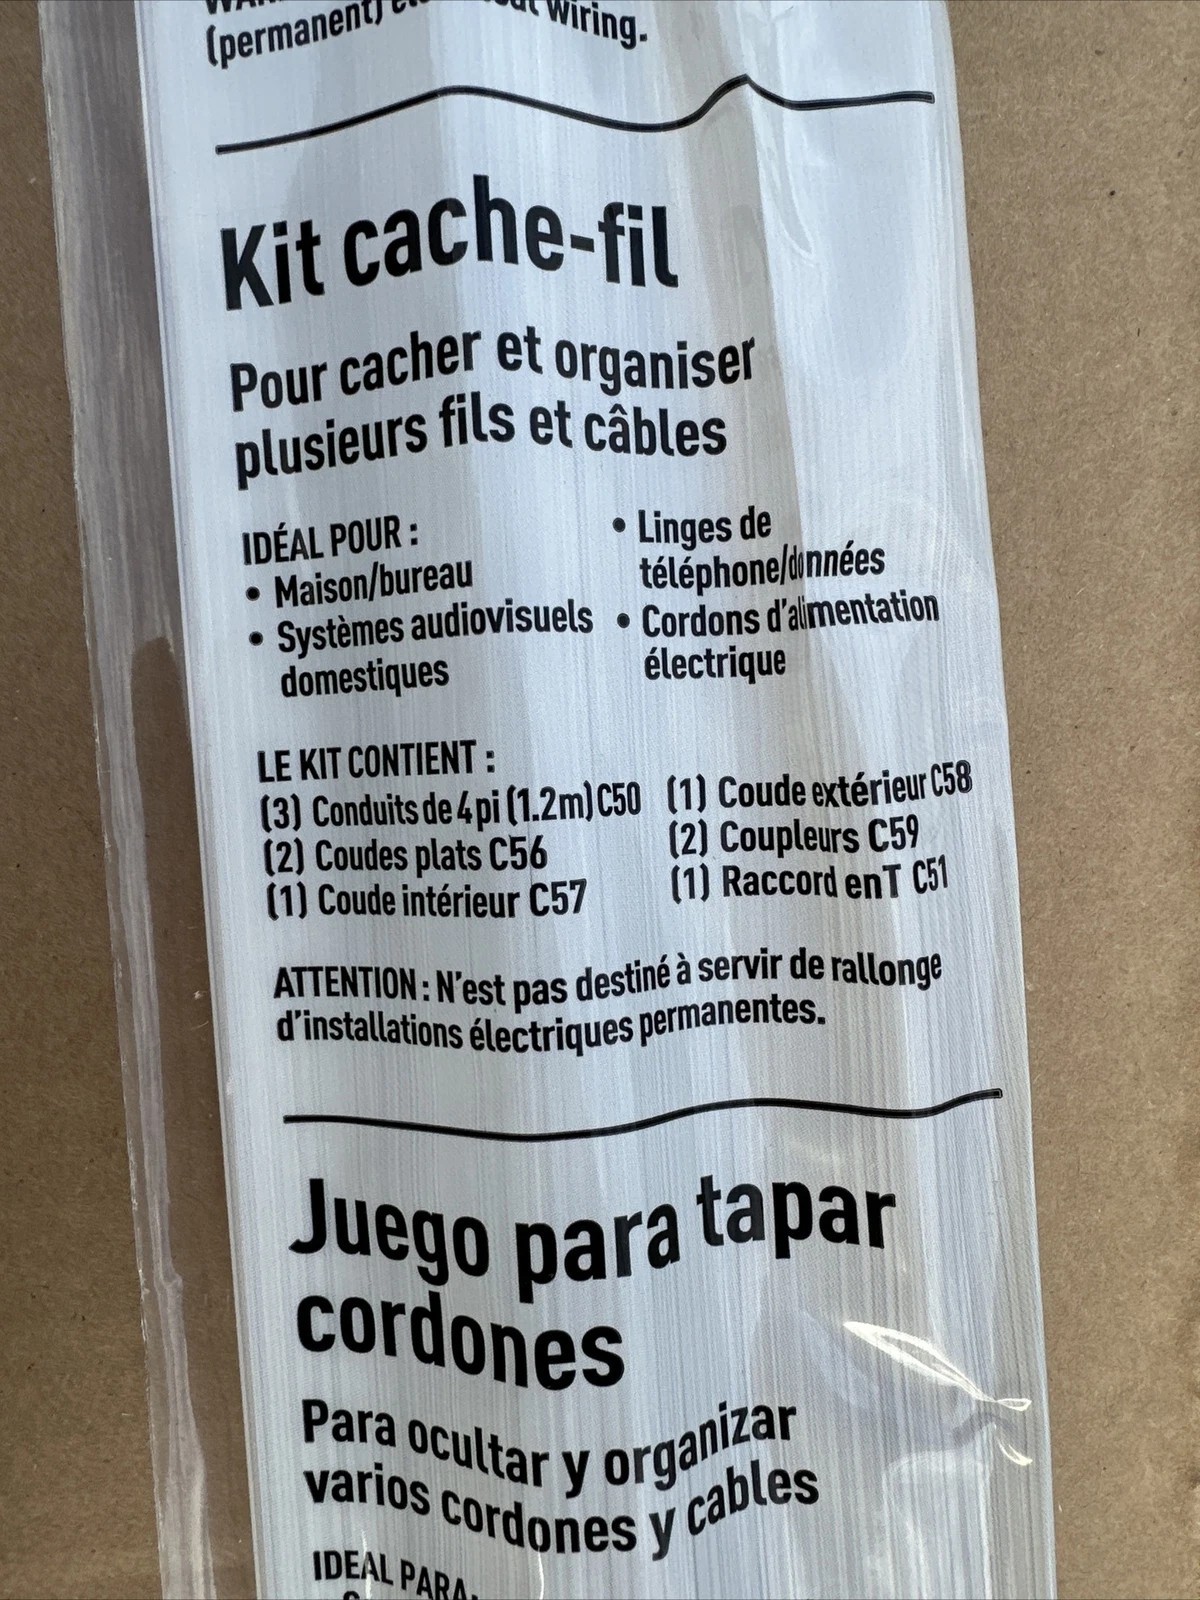 (permanent) wiring.
Kit cache-fil
Pour cacher et organiser
plusieurs fils et câbles
IDÉAL POUR :
• Maison/bureau
• Systèmes audiovisuels
domestiques
• Linges de
téléphone/données
• Cordons d'alimentation
électrique
LE KIT CONTIENT :
(3) Conduits de 4 pi (1.2m) C50
(2) Coudes plats C56
(1) Coude intérieur C57
(1) Coude extérieur C58
(2) Coupleurs C59
(1) Raccord en T C51
ATTENTION : N'est pas destiné à servir de rallonge
d'installations électriques permanentes.
Juego para tapar
cordones
Para ocultar y organizar
varios cordones y cables
IDEAL PARA: